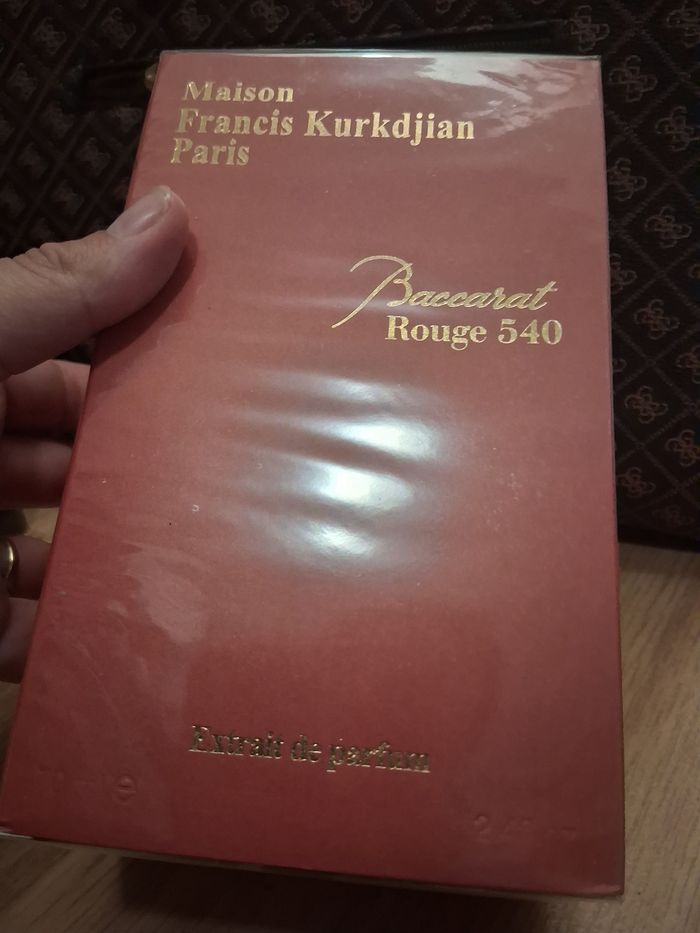 Maison
Francis Kurkdjian
Paris
Baccarat
Rouge 540
Extrait de parfum